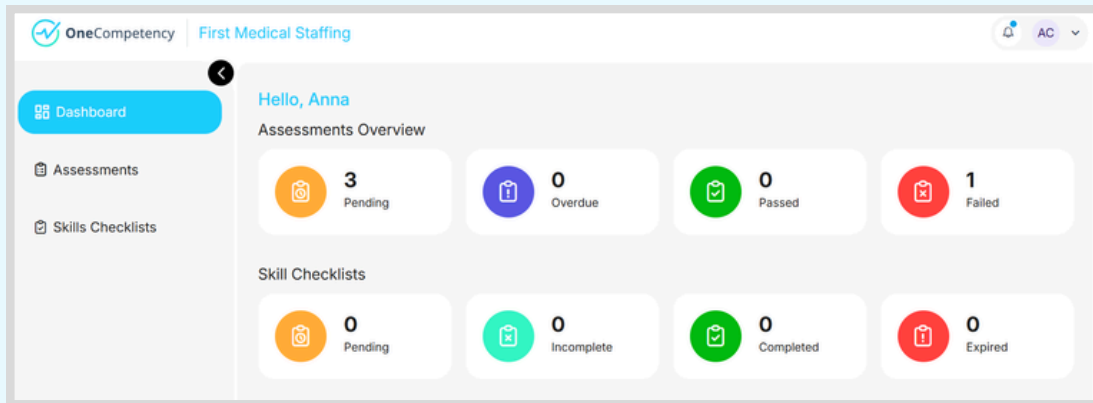 OneCompetency First Medical Staffing AC
Dashboard
Assessments
Skills Checklists
Hello, Anna
Assessments Overview
3 Pending
0 Overdue
0 Passed
1 Failed
Skill Checklists
0 Pending
0 Incomplete
0 Completed
0 Expired